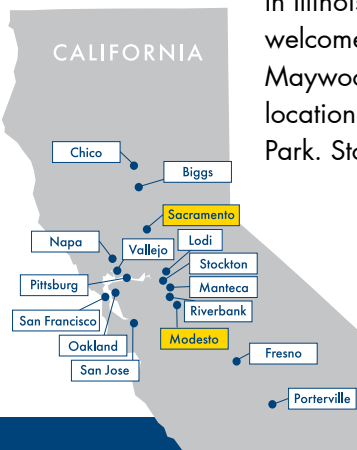 in Illinois
welcome
Maywoo
location
Park. Sta
CALIFORNIA
Chico
Biggs
Sacramento
Napa
Vallejo
Lodi
Stockton
Pittsburg
Manteca
Riverbank
San Francisco
Oakland
Modesto
San Jose
Fresno
Porterville